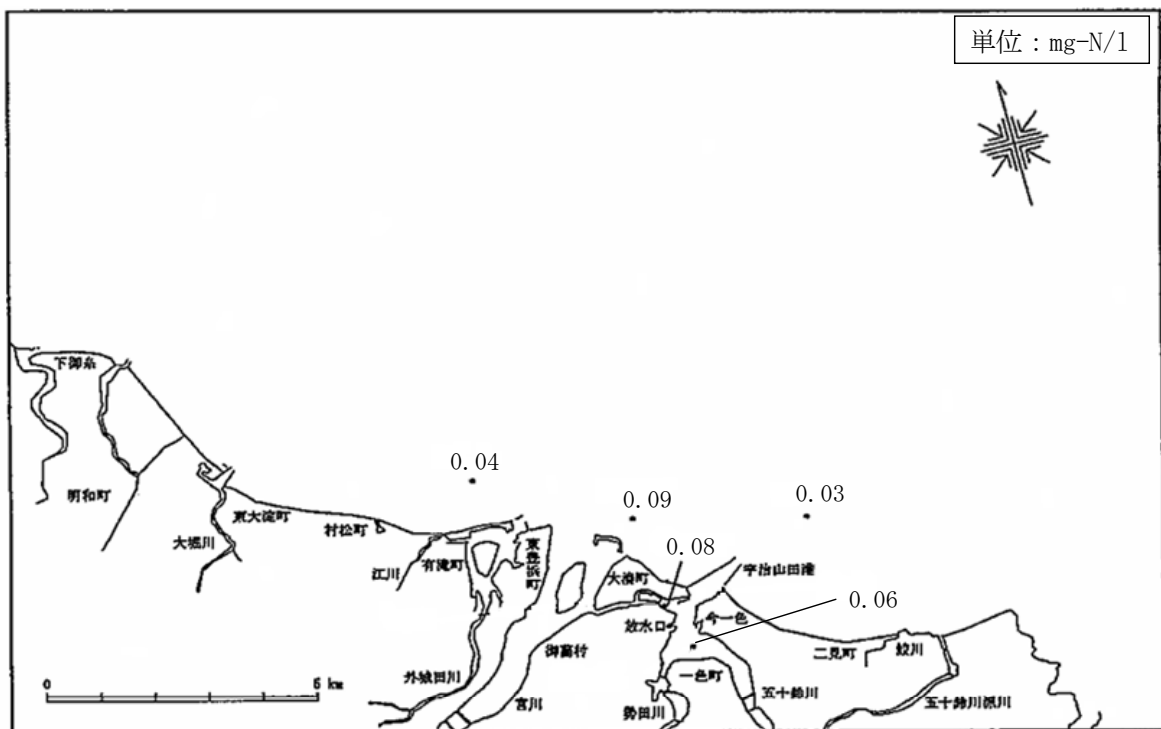 単位：mg-N/l
下御糸
0.04
0.09
0.03
明和町
東大淀町
村松町
大堀川
江川
有滝町
東豊浜町
大湊町
0.08
宇治山田港
0.06
放水口
今一色
御薗村
二見町
外城田川
一色町
宮川
五十鈴川
勢田川
五十鈴川派川
0
5 km